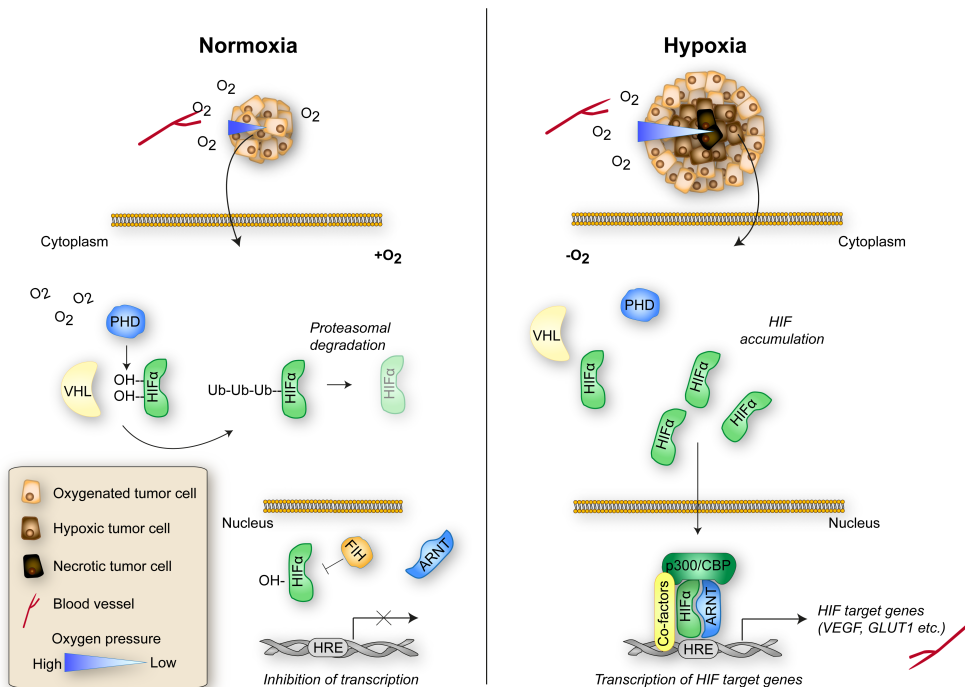 Normoxia
O2
O2
O2
O2
O2
Cytoplasm
+O2
O2
O2
O2
PHD
VHL
OH
OH
HIFα
Ub-Ub-Ub
HIFα
Proteasomal
degradation
HIFα
Oxygenated tumor cell
Hypoxic tumor cell
Necrotic tumor cell
Blood vessel
Oxygen pressure
High
Low
Nucleus
OH-
HIFα
FIH
ARNT
HRE
Inhibition of transcription
Hypoxia
O2
O2
O2
Cytoplasm
-O2
VHL
PHD
HIFα
HIFα
HIFα
HIFα
HIF
accumulation
Nucleus
p300/CBP
Co-factors
HIFα
ARNT
HRE
HIF target genes
(VEGF, GLUT1 etc.)
Transcription of HIF target genes